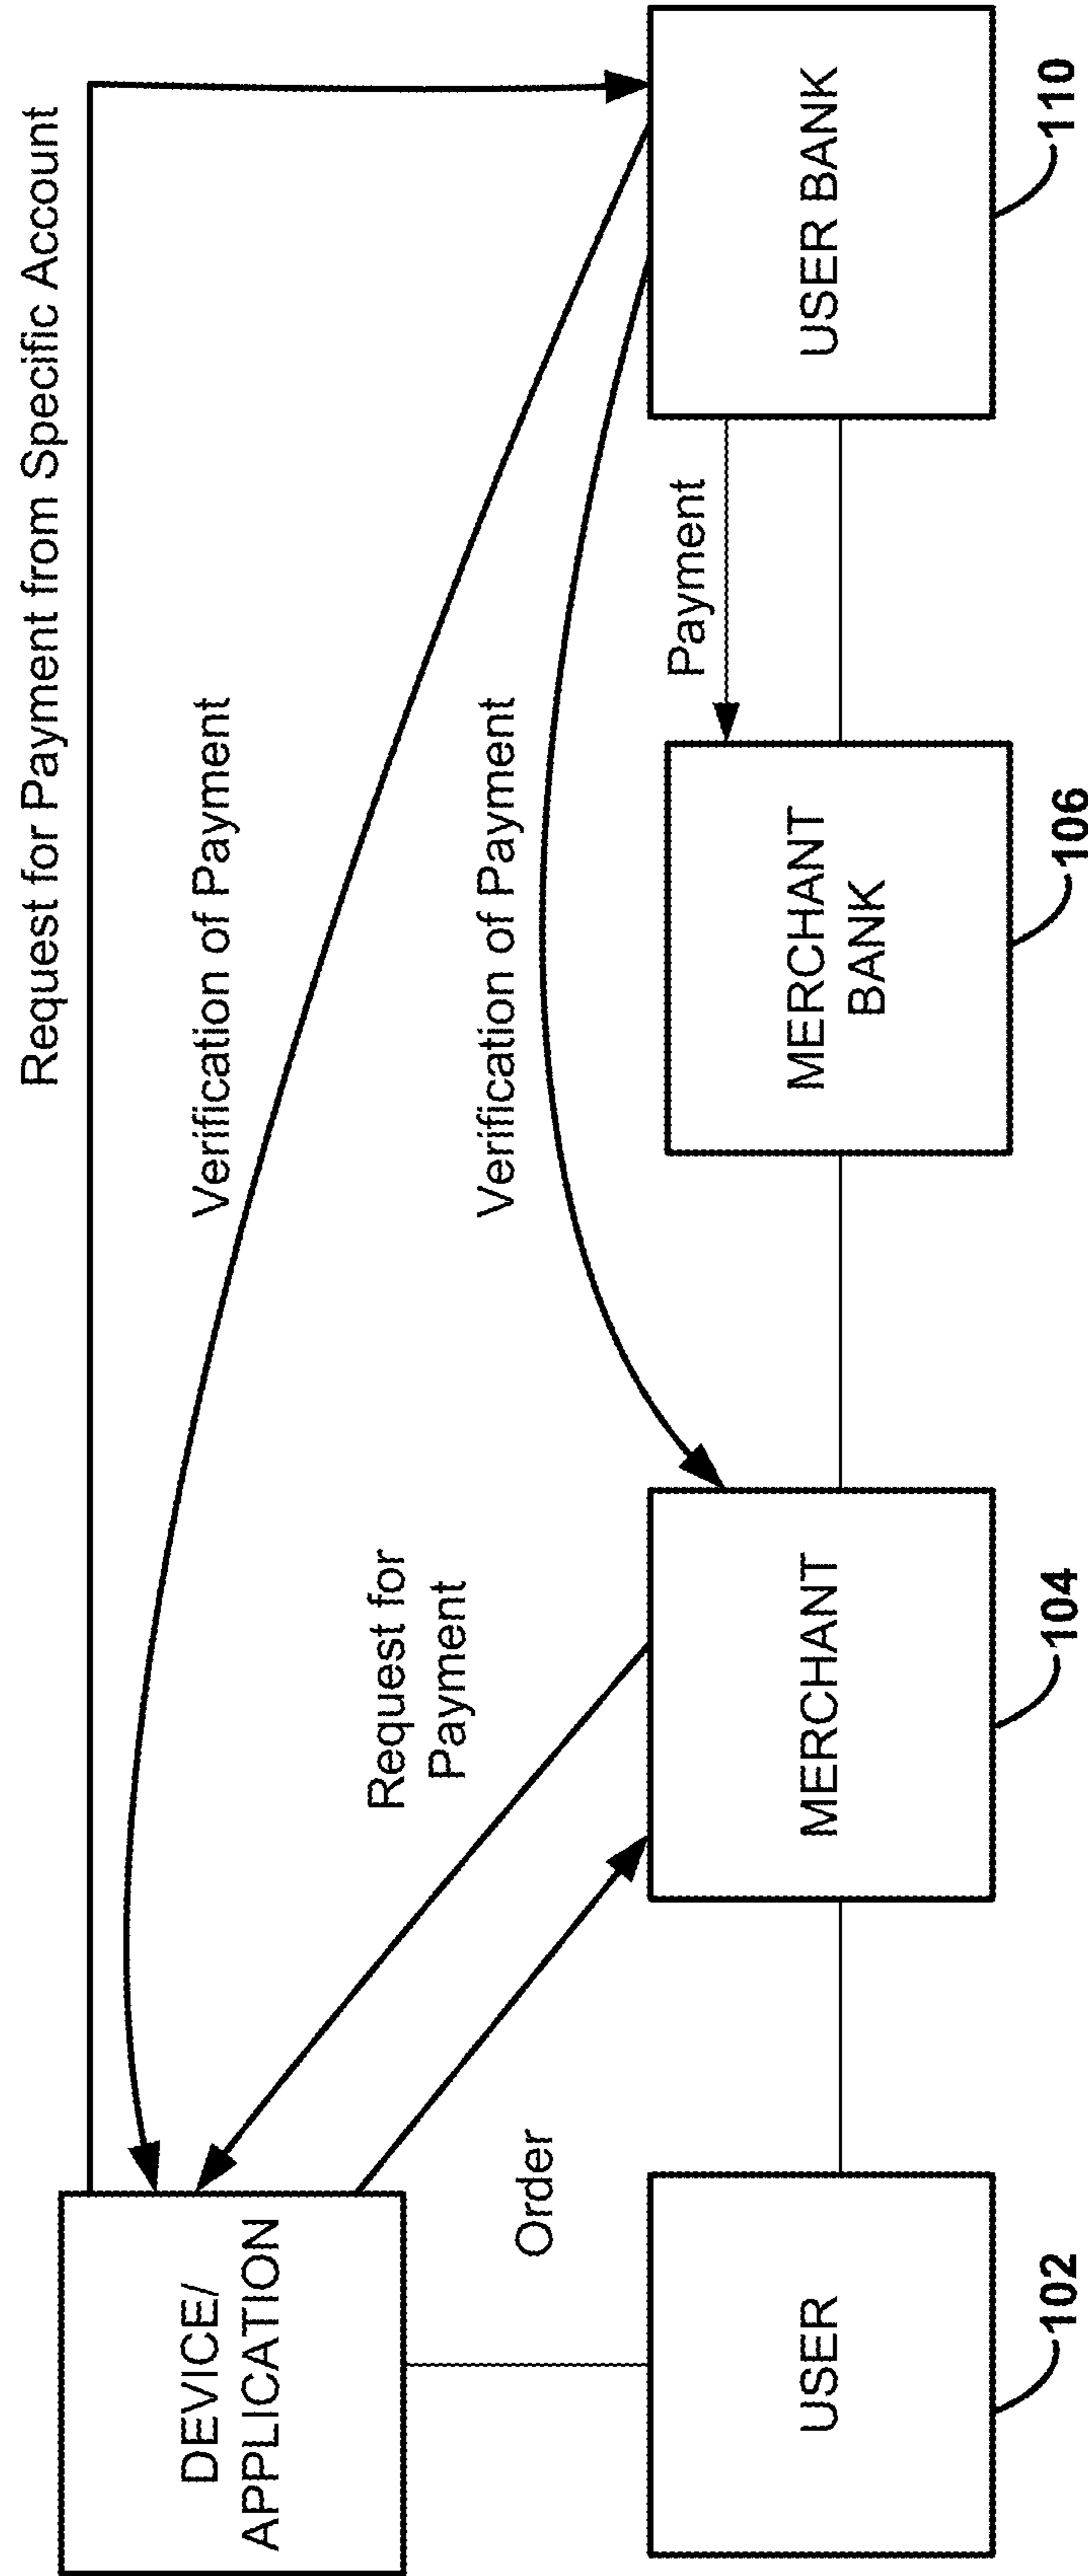 Request for Payment from Specific Account
DEVICE/
APPLICATION
Verification of Payment
Request for
Payment
Verification of Payment
Order
Payment
USER
MERCHANT
MERCHANT
BANK
USER BANK
102
104
106
110